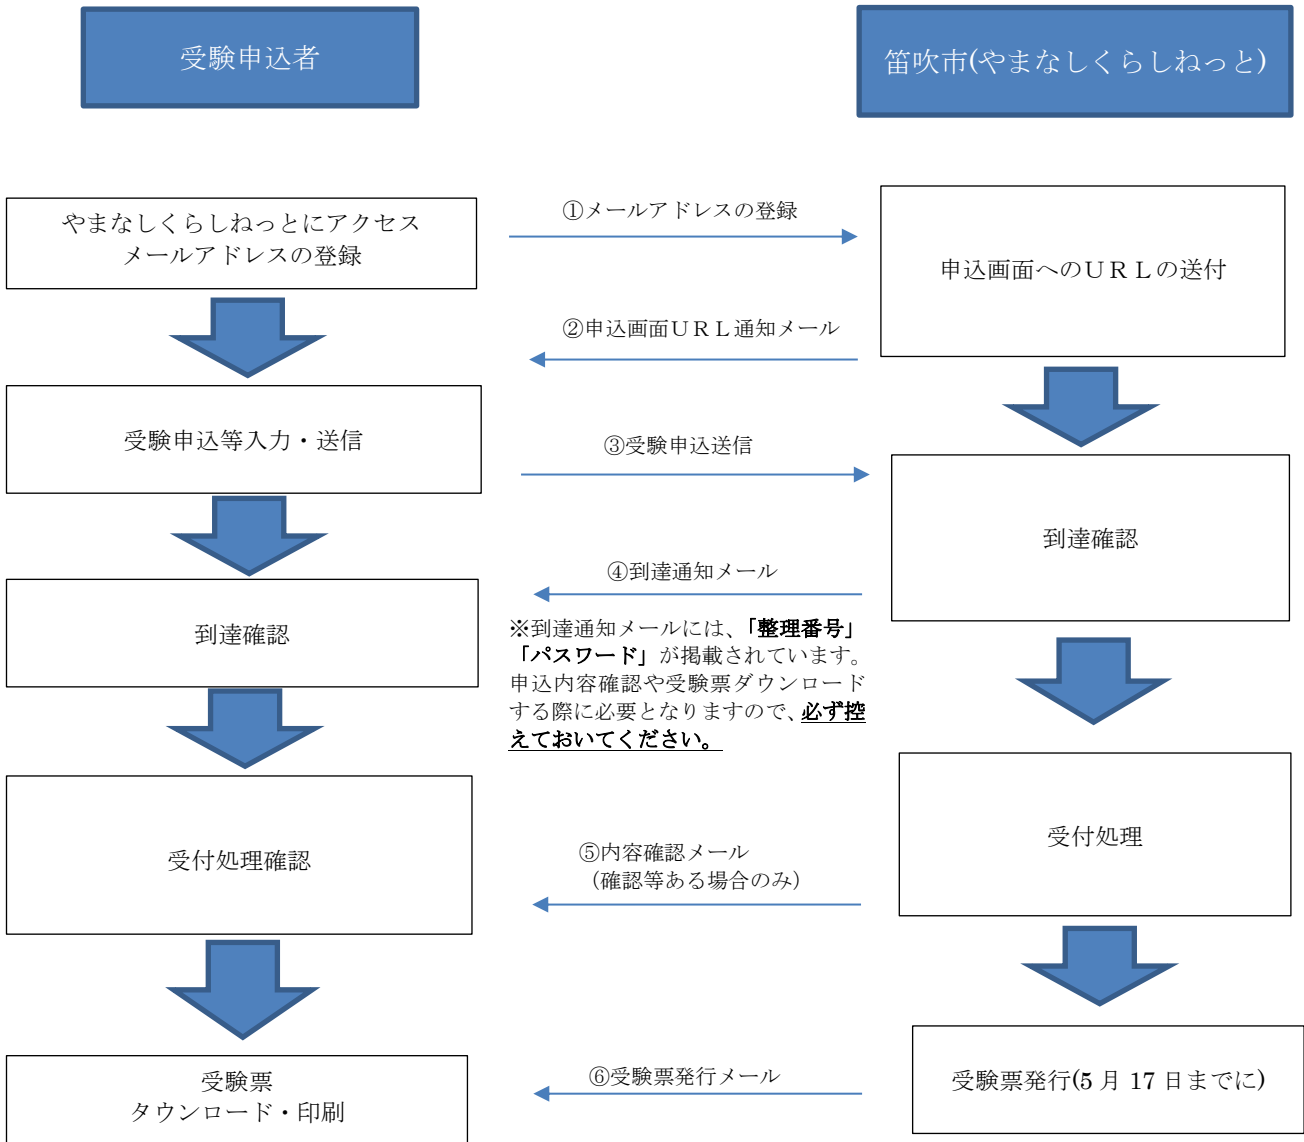 受験申込者
笛吹市(やまなしくらしねっと)
やまなしくらしねっとにアクセス
メールアドレスの登録
①メールアドレスの登録
申込画面へのＵＲＬの送付
②申込画面ＵＲＬ通知メール
受験申込等入力・送信
③受験申込送信
到達確認
④到達通知メール
到達確認
※到達通知メールには、「整理番号」
「パスワード」が掲載されています。
申込内容確認や受験票ダウンロード
する際に必要となりますので、必ず控
えておいてください。
受付処理確認
⑤内容確認メール
（確認等ある場合のみ）
受付処理
受験票
タウンロード・印刷
⑥受験票発行メール
受験票発行(5 月 17 日までに)